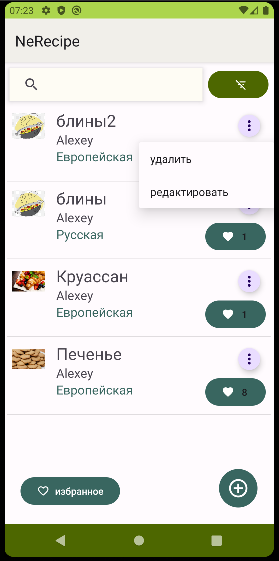 07:23
NeRecipe
блины2
Alexey
Европейская
удалить
редактировать
блины
Alexey
Русская
1
Круассан
Alexey
Европейская
1
Печенье
Alexey
Европейская
8
избранное